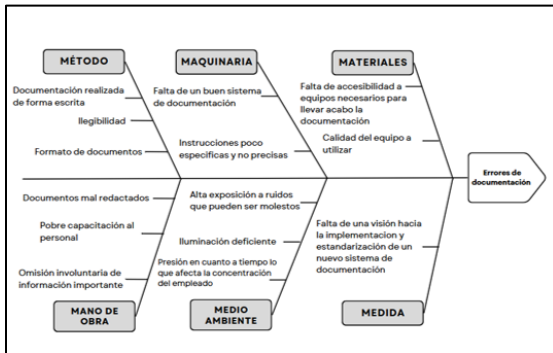 MÉTODO
MAQUINARIA
MATERIALES
Documentación realizada
de forma escrita
Ilegibilidad
Formato de documentos
Falta de un buen sistema
de documentación
Instrucciones poco
especificas y no precisas
Falta de accesibilidad a
equipos necesarios para
llevar acabo la
documentación
Calidad del equipo a
utilizar
Errores de
documentación
Documentos mal redactados
Pobre capacitación al
personal
Omisión involuntaria de
información importante
Alta exposición a ruidos
que pueden ser molestos
Iluminación deficiente
Presión en cuanto a tiempo lo
que afecta la concentración
del empleado
Falta de una visión hacia
la implementacion y
estandarización de un
nuevo sistema de
documentación
MANO DE
OBRA
MEDIO
AMBIENTE
MEDIDA